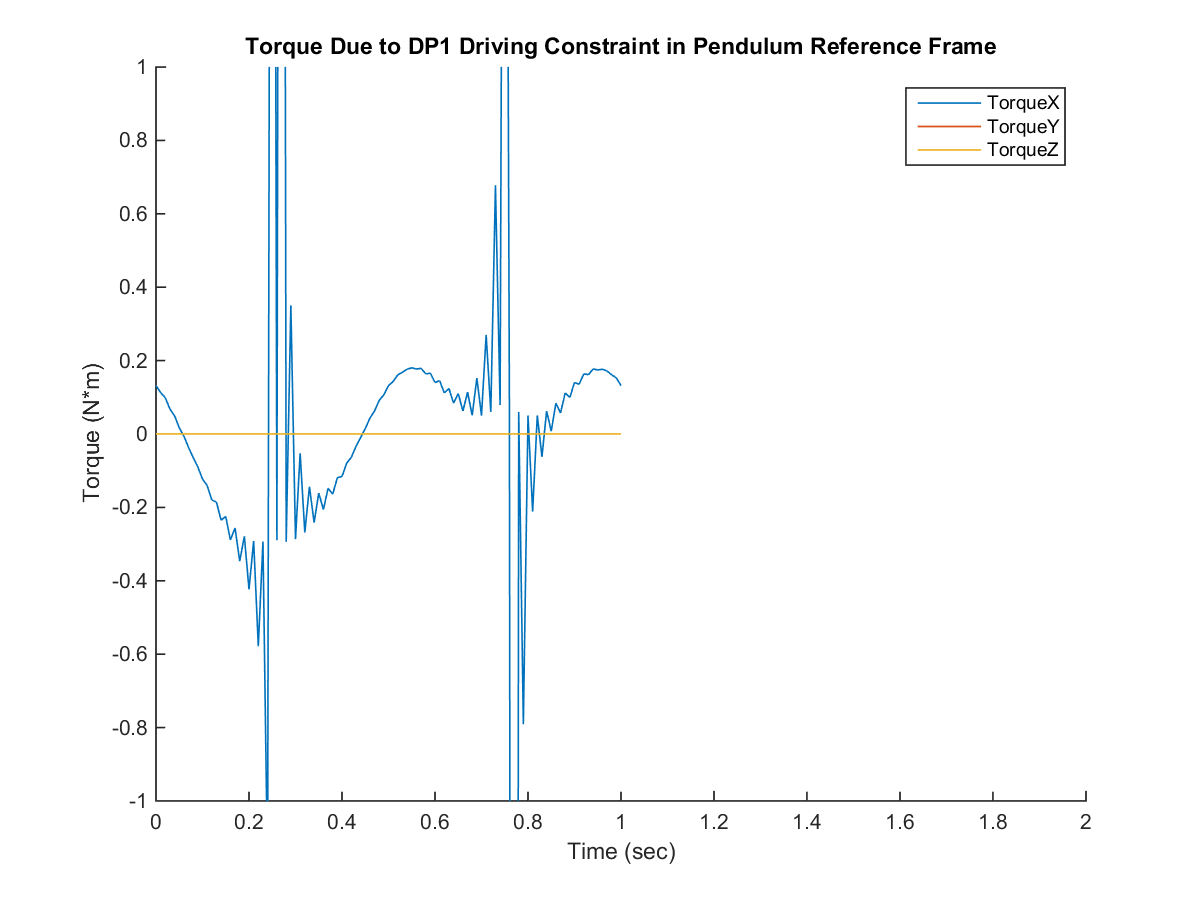 Torque Due to DP1 Driving Constraint in Pendulum Reference Frame
TorqueX
TorqueY
TorqueZ
Torque (N*m)
1
0.8
0.6
0.4
0.2
0
-0.2
-0.4
-0.6
-0.8
-1
0 0.2 0.4 0.6 0.8 1 1.2 1.4 1.6 1.8 2
Time (sec)